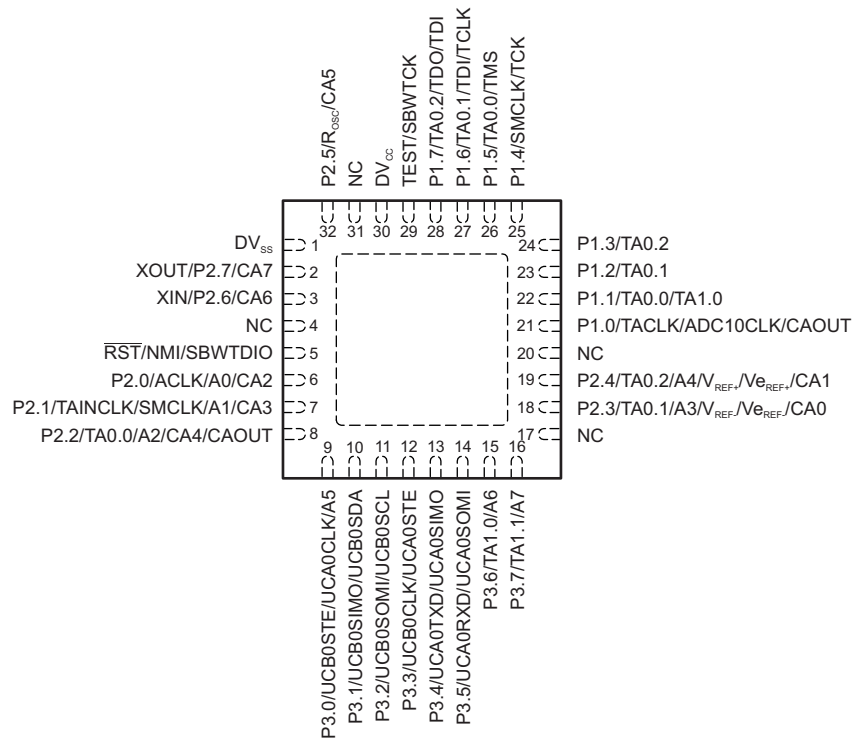 P2.5/Rosc/CA5
NC
DVcc
TEST/SBWTCK
P1.7/TA0.2/TDO/TDI
P1.6/TA0.1/TDI/TCLK
P1.5/TA0.0/TMS
P1.4/SMCLK/TCK
32 31 30 29 28 27 26 25
DVss 1
XOUT/P2.7/CA7 2
XIN/P2.6/CA6 3
NC 4
RST/NMI/SBWTDIO 5
P2.0/ACLK/A0/CA2 6
P2.1/TAINCLK/SMCLK/A1/CA3 7
P2.2/TA0.0/A2/CA4/CAOUT 8
24 P1.3/TA0.2
23 P1.2/TA0.1
22 P1.1/TA0.0/TA1.0
21 P1.0/TACLK/ADC10CLK/CAOUT
20 NC
19 P2.4/TA0.2/A4/VREF+/VeREF+/CA1
18 P2.3/TA0.1/A3/VREF-/VeREF-/CA0
17 NC
9 10 11 12 13 14 15 16
P3.0/UCB0STE/UCA0CLK/A5
P3.1/UCB0SIMO/UCB0SDA
P3.2/UCB0SOMI/UCB0SCL
P3.3/UCB0CLK/UCA0STE
P3.4/UCA0TXD/UCA0SIMO
P3.5/UCA0RXD/UCA0SOMI
P3.6/TA1.0/A6
P3.7/TA1.1/A7